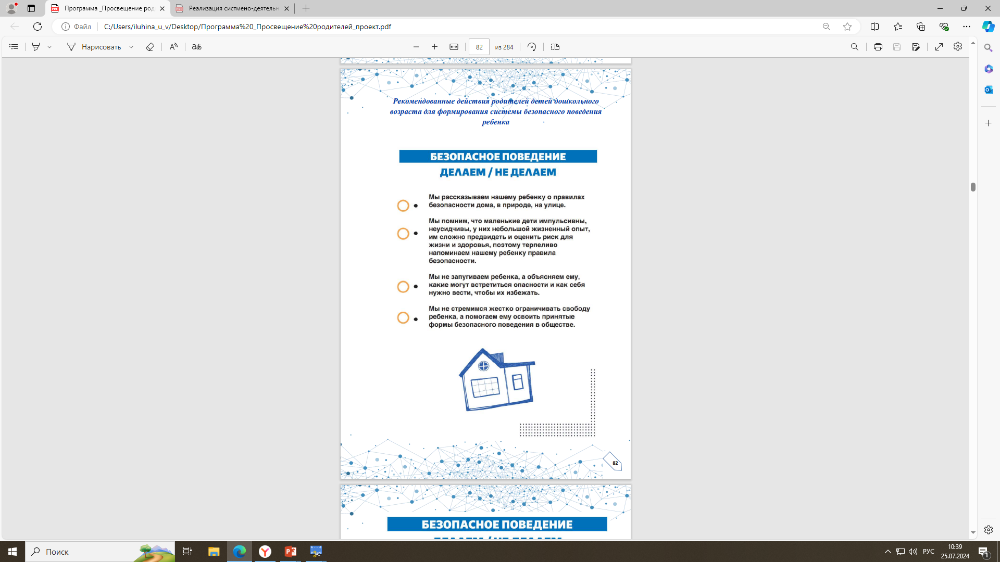 Программа _Просвещение род
Реализация систмено-деятельн
Файл
C:/Users/iluhina_u_v/Desktop/Программа%20_Просвещение%20родителей_проект.pdf
Нарисовать
82
из 284
Рекомендованные действия родителей детей дошкольного
возраста для формирования системы безопасного поведения
ребенка
БЕЗОПАСНОЕ ПОВЕДЕНИЕ
ДЕЛАЕМ / НЕ ДЕЛАЕМ
Мы рассказываем нашему ребенку о правилах
безопасности дома, в природе, на улице.
Мы помним, что маленькие дети импульсивны,
неусидчивы, у них небольшой жизненный опыт,
им сложно предвидеть и оценить риск для
жизни и здоровья, поэтому терпеливо
напоминаем нашему ребенку правила
безопасности.
Мы не запугиваем ребенка, а объясняем ему,
какие могут встретиться опасности и как себя
нужно вести, чтобы их избежать.
Мы не стремимся жестко ограничивать свободу
ребенка, а помогаем ему освоить принятые
формы безопасного поведения в обществе.
82
БЕЗОПАСНОЕ ПОВЕДЕНИЕ
ДЕЛАЕМ / НЕ ДЕЛАЕМ
Поиск
РУС
10:39
25.07.2024
1